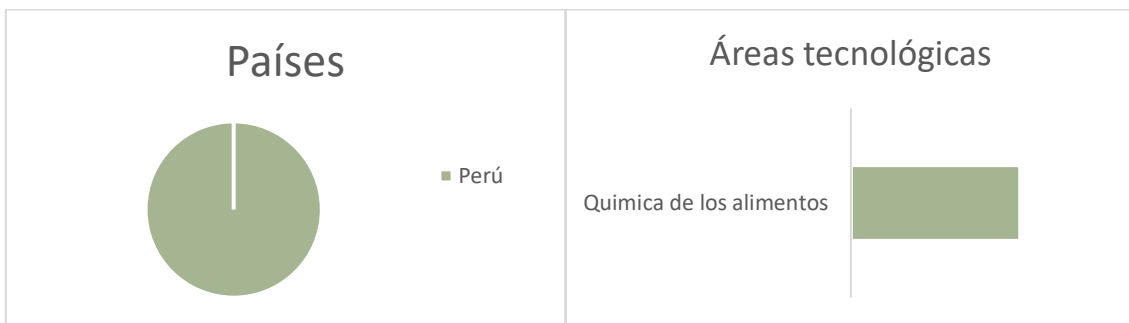 Países
Perú
Áreas tecnológicas
Quimica de los alimentos